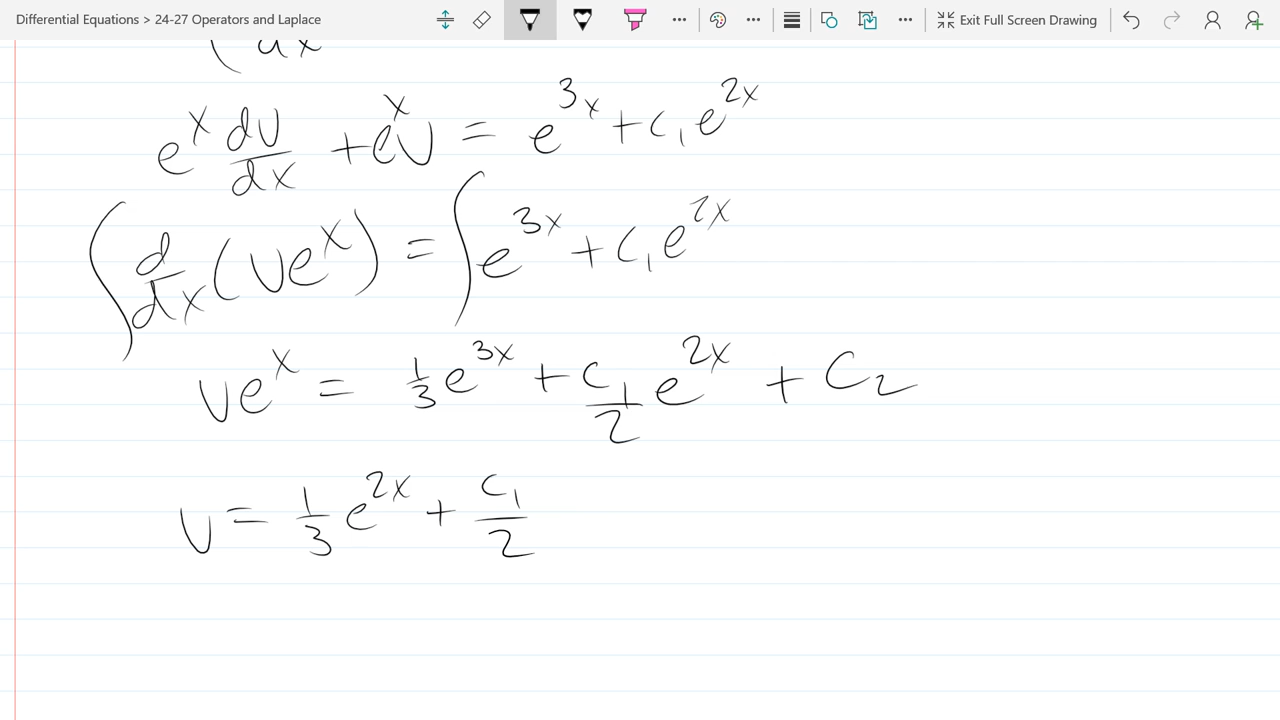 Differential Equations > 24-27 Operators and Laplace
Exit Full Screen Drawing
( dx
e^x dv/dx + e^x v = e^{3x} + c_1 e^{2x}
∫ d/dx (ve^x) = ∫ e^{3x} + c_1 e^{2x}
ve^x = 1/3 e^{3x} + c_1/2 e^{2x} + c_2
v = 1/3 e^{2x} + c_1/2